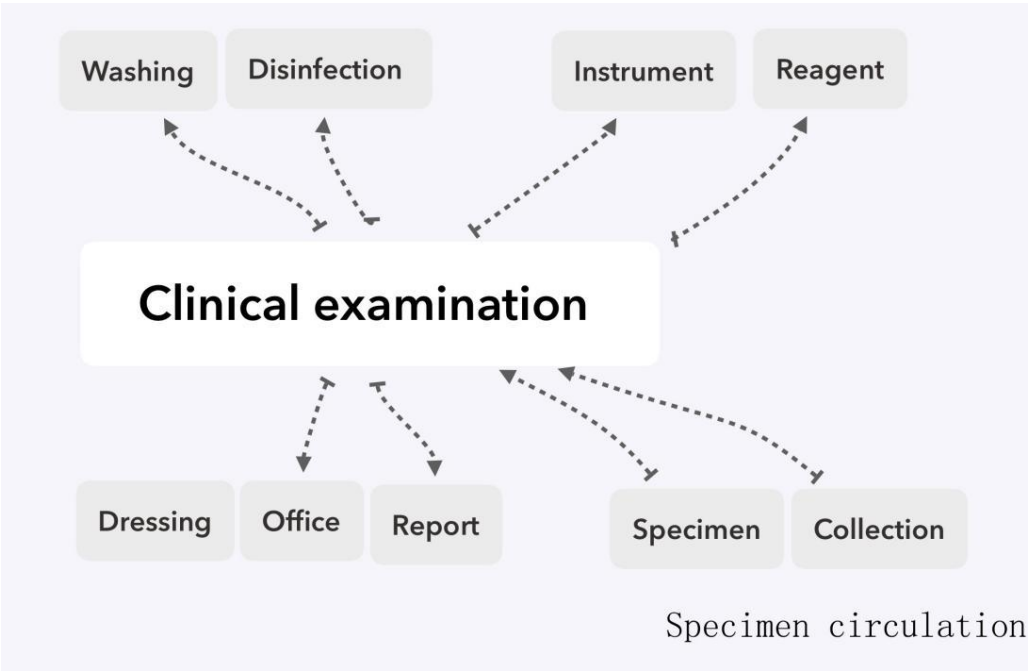 Washing Disinfection Instrument Reagent
Clinical examination
Dressing Office Report Specimen Collection
Specimen circulation